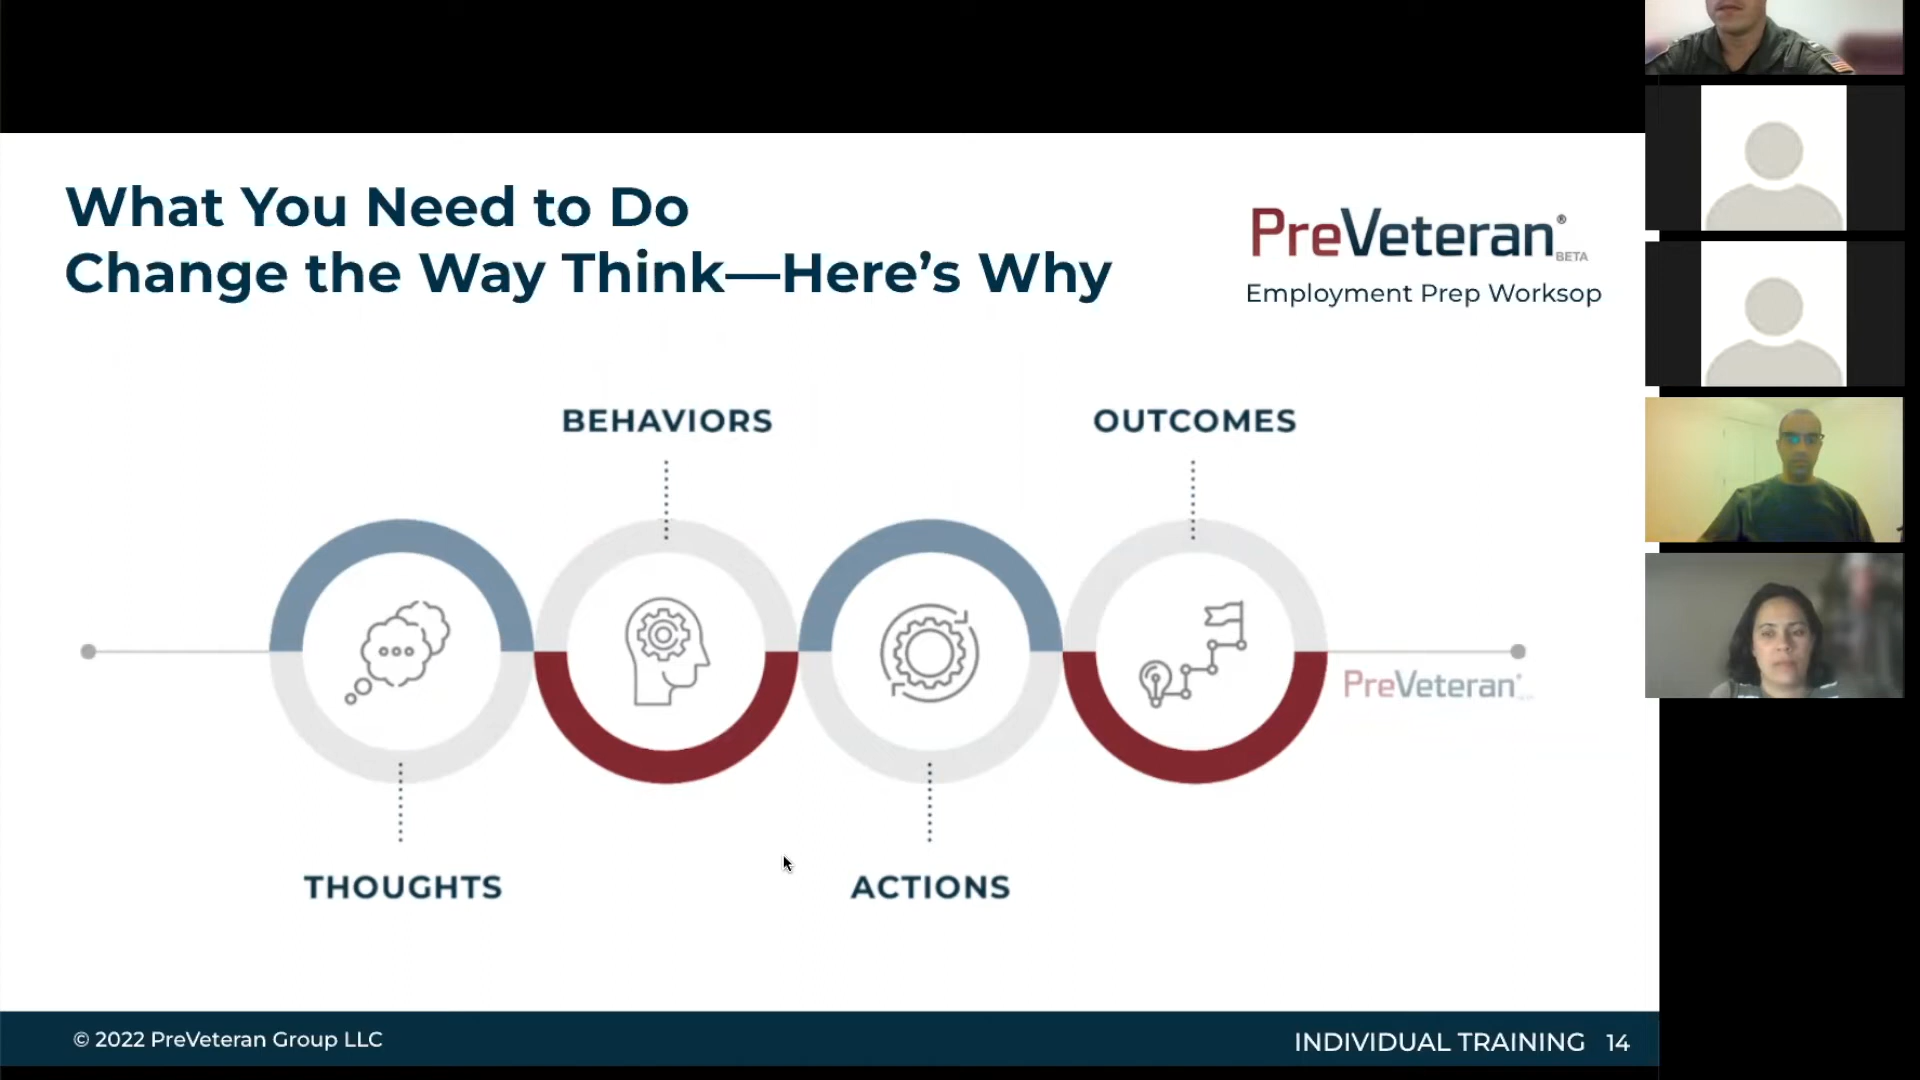 What You Need to Do
Change the Way Think—Here’s Why
PreVeteran®
BETA
Employment Prep Worksop
BEHAVIORS
OUTCOMES
PreVeteran
THOUGHTS
ACTIONS
© 2022 PreVeteran Group LLC
INDIVIDUAL TRAINING 14